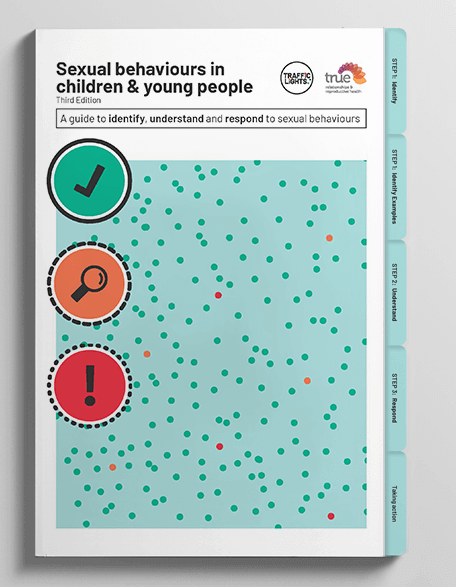 Sexual behaviours in
children & young people
Third Edition
TRAFFIC
LIGHTS.
true
relationships &
reproductive health
A guide to identify, understand and respond to sexual behaviours
STEP 1: Identify
STEP 1: Identify Examples
STEP 2: Understand
STEP 3: Respond
Taking action